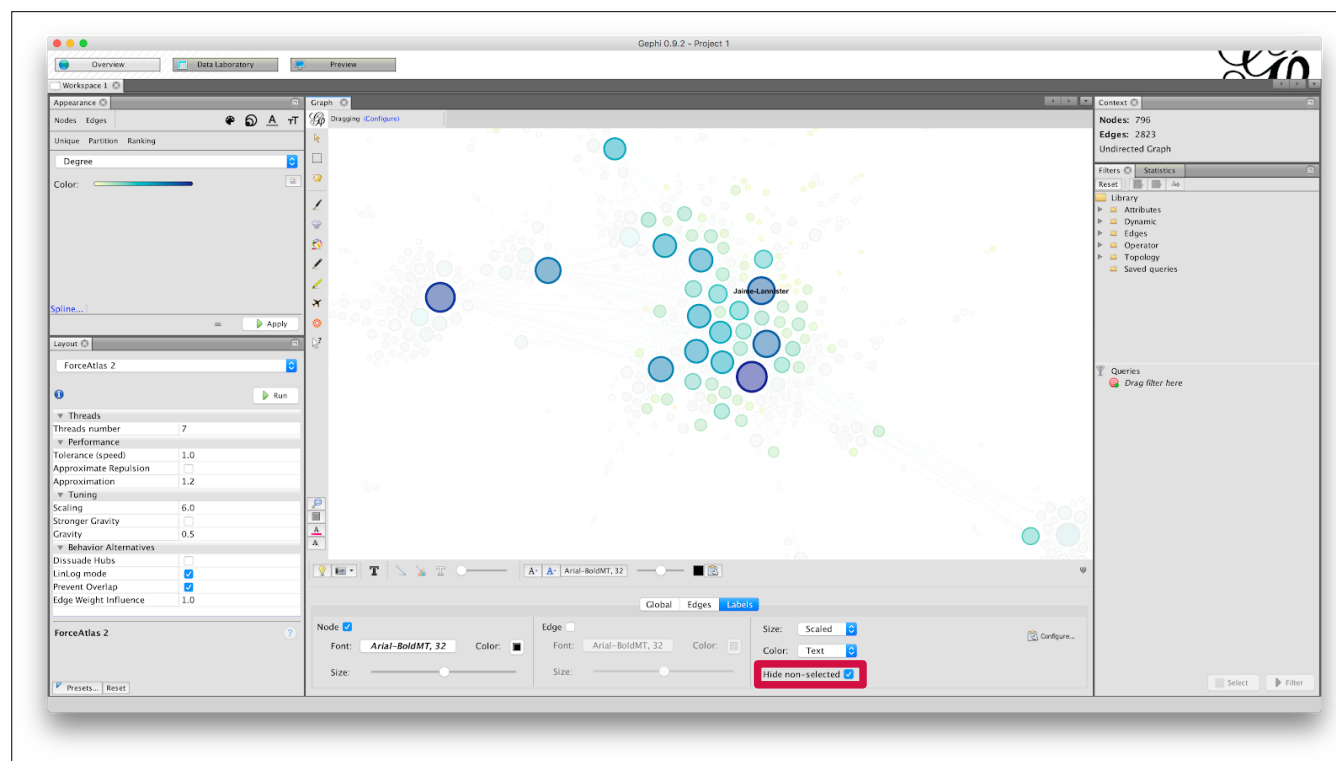 Gephi 0.9.2 - Project 1
Overview Data Laboratory Preview
Workspace 1
Appearance
Nodes Edges
Unique Partition Ranking
Degree
Color:
Spline...
Apply
Layout
ForceAtlas 2
Run
Threads
Threads number 7
Performance
Tolerance (speed) 1.0
Approximate Repulsion
Approximation 1.2
Tuning
Scaling 6.0
Stronger Gravity
Gravity 0.5
Behavior Alternatives
Dissuade Hubs
LinLog mode
Prevent Overlap
Edge Weight Influence 1.0
ForceAtlas 2
Presets... Reset
Graph
Dragging (Configure)
Jaime-Lannister
Arial-BoldMT, 32
Global Edges Labels
Node
Font: Arial-BoldMT, 32 Color:
Size:
Edge
Font: Arial-BoldMT, 32 Color:
Size:
Size: Scaled
Color: Text
Hide non-selected
Configure...
Context
Nodes: 796
Edges: 2823
Undirected Graph
Filters Statistics
Reset
Library
Attributes
Dynamic
Edges
Operator
Topology
Saved queries
Queries
Drag filter here
Select Filter